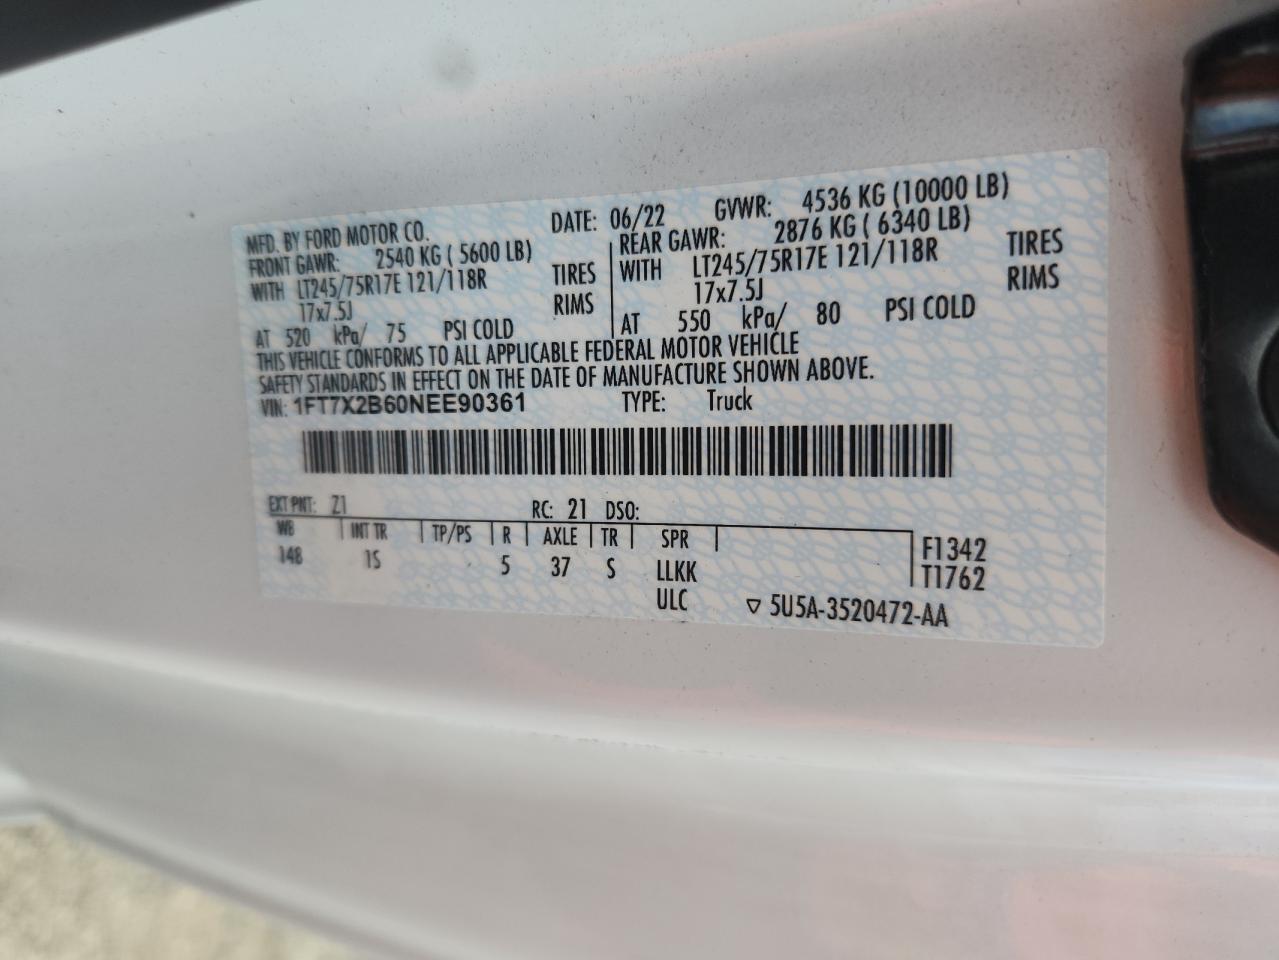 MFD. BY FORD MOTOR CO. DATE: 06/22 GVWR: 4536 KG (10000 LB)
FRONT GAWR: 2540 KG ( 5600 LB) REAR GAWR: 2876 KG ( 6340 LB)
WITH LT245/75R17E 121/118R TIRES WITH LT245/75R17E 121/118R TIRES
17x7.5J RIMS 17x7.5J RIMS
AT 520 kPa/ 75 PSI COLD AT 550 kPa/ 80 PSI COLD
THIS VEHICLE CONFORMS TO ALL APPLICABLE FEDERAL MOTOR VEHICLE
SAFETY STANDARDS IN EFFECT ON THE DATE OF MANUFACTURE SHOWN ABOVE.
VIN: 1FT7X2B60NEE90361 TYPE: Truck
EXT PNT: Z1 RC: 21 DSO:
WB INT TR TP/PS R AXLE TR SPR F1342
148 1S 5 37 S LLKK T1762
ULC ▽ 5U5A-3520472-AA